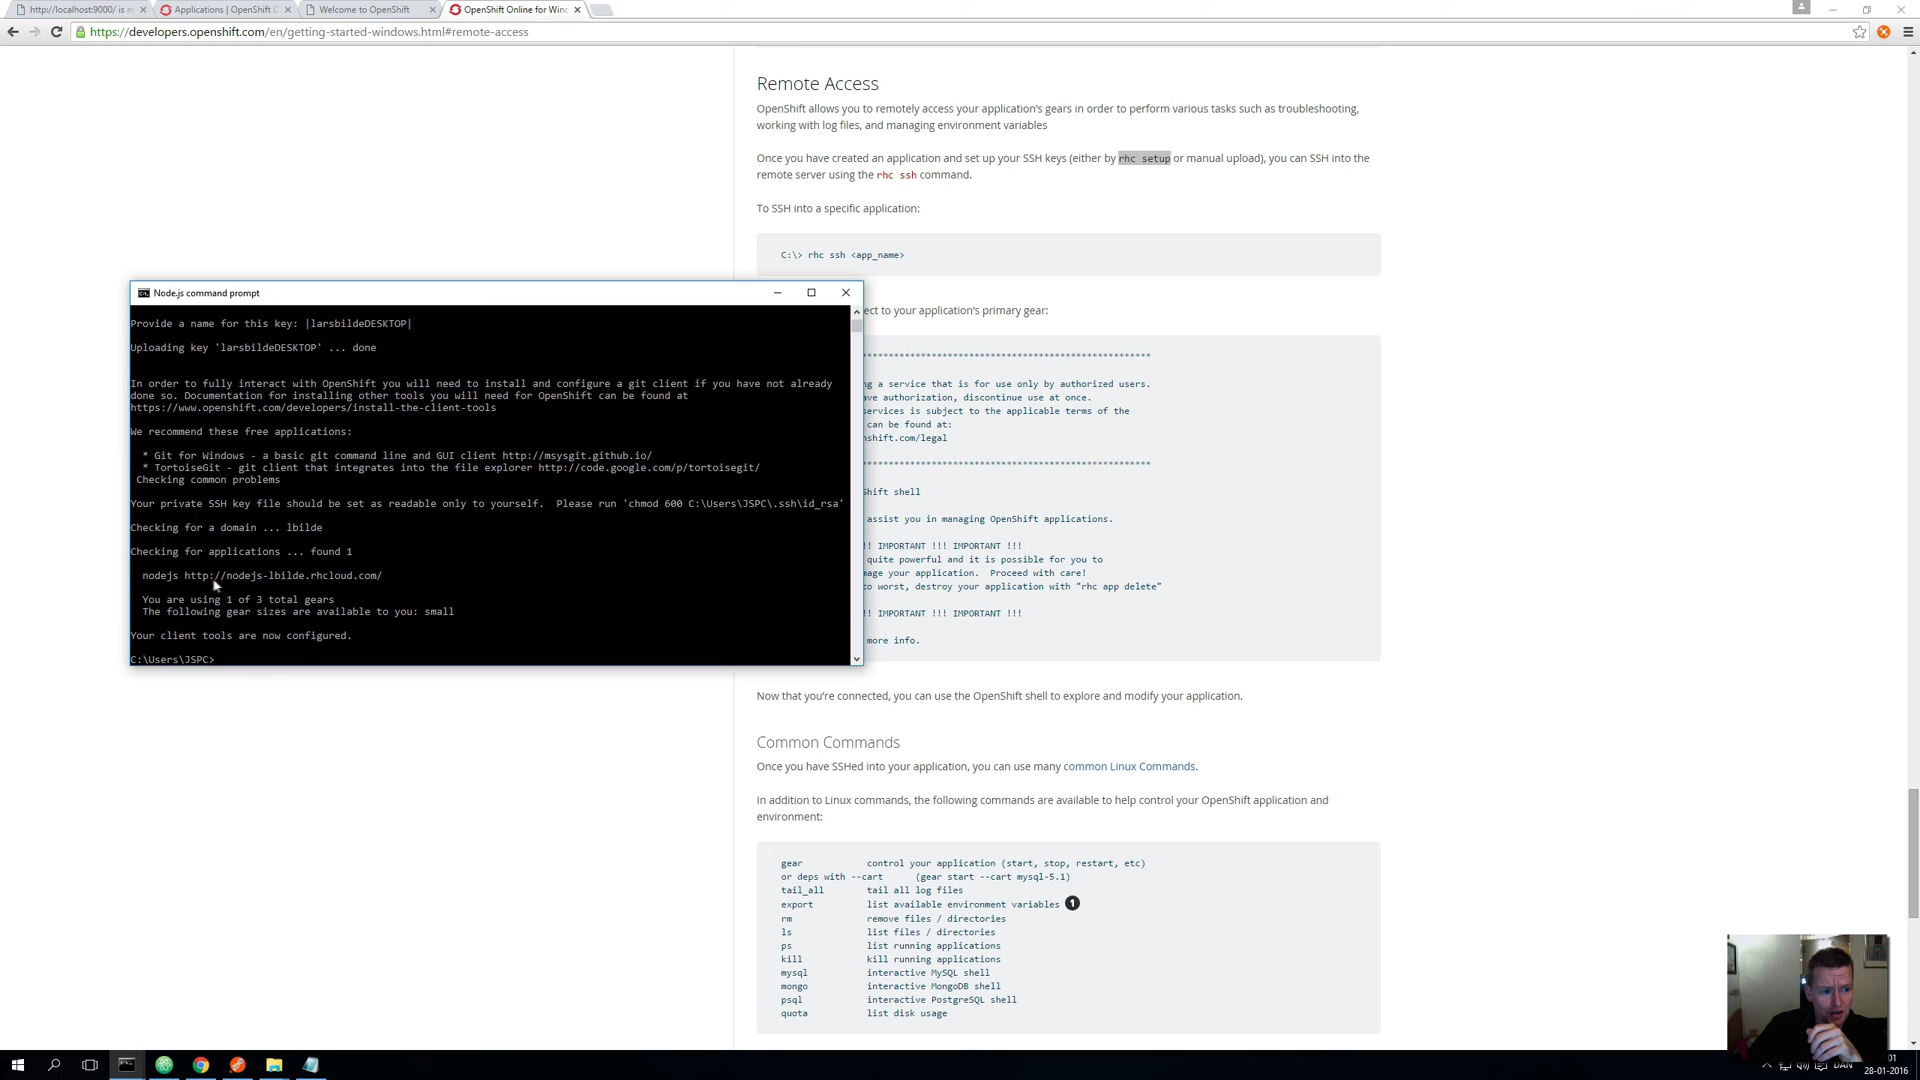 http://localhost:9000/ is n
Applications | OpenShift O
Welcome to OpenShift
OpenShift Online for Winc
https://developers.openshift.com/en/getting-started-windows.html#remote-access
Remote Access
OpenShift allows you to remotely access your application's gears in order to perform various tasks such as troubleshooting,
working with log files, and managing environment variables
Once you have created an application and set up your SSH keys (either by rhc setup or manual upload), you can SSH into the
remote server using the rhc ssh command.
To SSH into a specific application:
C:\> rhc ssh <app_name>
ect to your application's primary gear:
*******************************************************
g a service that is for use only by authorized users.
ave authorization, discontinue use at once.
services is subject to the applicable terms of the
can be found at:
nshift.com/legal
*******************************************************
Shift shell
assist you in managing OpenShift applications.
!! IMPORTANT !!! IMPORTANT !!!
quite powerful and it is possible for you to
mage your application.  Proceed with care!
to worst, destroy your application with "rhc app delete"
!! IMPORTANT !!! IMPORTANT !!!
more info.
Node.js command prompt
Provide a name for this key: |larsbildeDESKTOP|
Uploading key 'larsbildeDESKTOP' ... done
In order to fully interact with OpenShift you will need to install and configure a git client if you have not already
done so. Documentation for installing other tools you will need for OpenShift can be found at
https://www.openshift.com/developers/install-the-client-tools
We recommend these free applications:
* Git for Windows - a basic git command line and GUI client http://msysgit.github.io/
* TortoiseGit - git client that integrates into the file explorer http://code.google.com/p/tortoisegit/
Checking common problems
Your private SSH key file should be set as readable only to yourself.  Please run 'chmod 600 C:\Users\JSPC\.ssh\id_rsa'
Checking for a domain ... lbilde
Checking for applications ... found 1
nodejs http://nodejs-lbilde.rhcloud.com/
You are using 1 of 3 total gears
The following gear sizes are available to you: small
Your client tools are now configured.
C:\Users\JSPC>
Now that you're connected, you can use the OpenShift shell to explore and modify your application.
Common Commands
Once you have SSHed into your application, you can use many common Linux Commands.
In addition to Linux commands, the following commands are available to help control your OpenShift application and
environment:
gear control your application (start, stop, restart, etc)
or deps with --cart (gear start --cart mysql-5.1)
tail_all tail all log files
export list available environment variables 1
rm remove files / directories
ls list files / directories
ps list running applications
kill kill running applications
mysql interactive MySQL shell
mongo interactive MongoDB shell
psql interactive PostgreSQL shell
quota list disk usage
DAN
01
28-01-2016